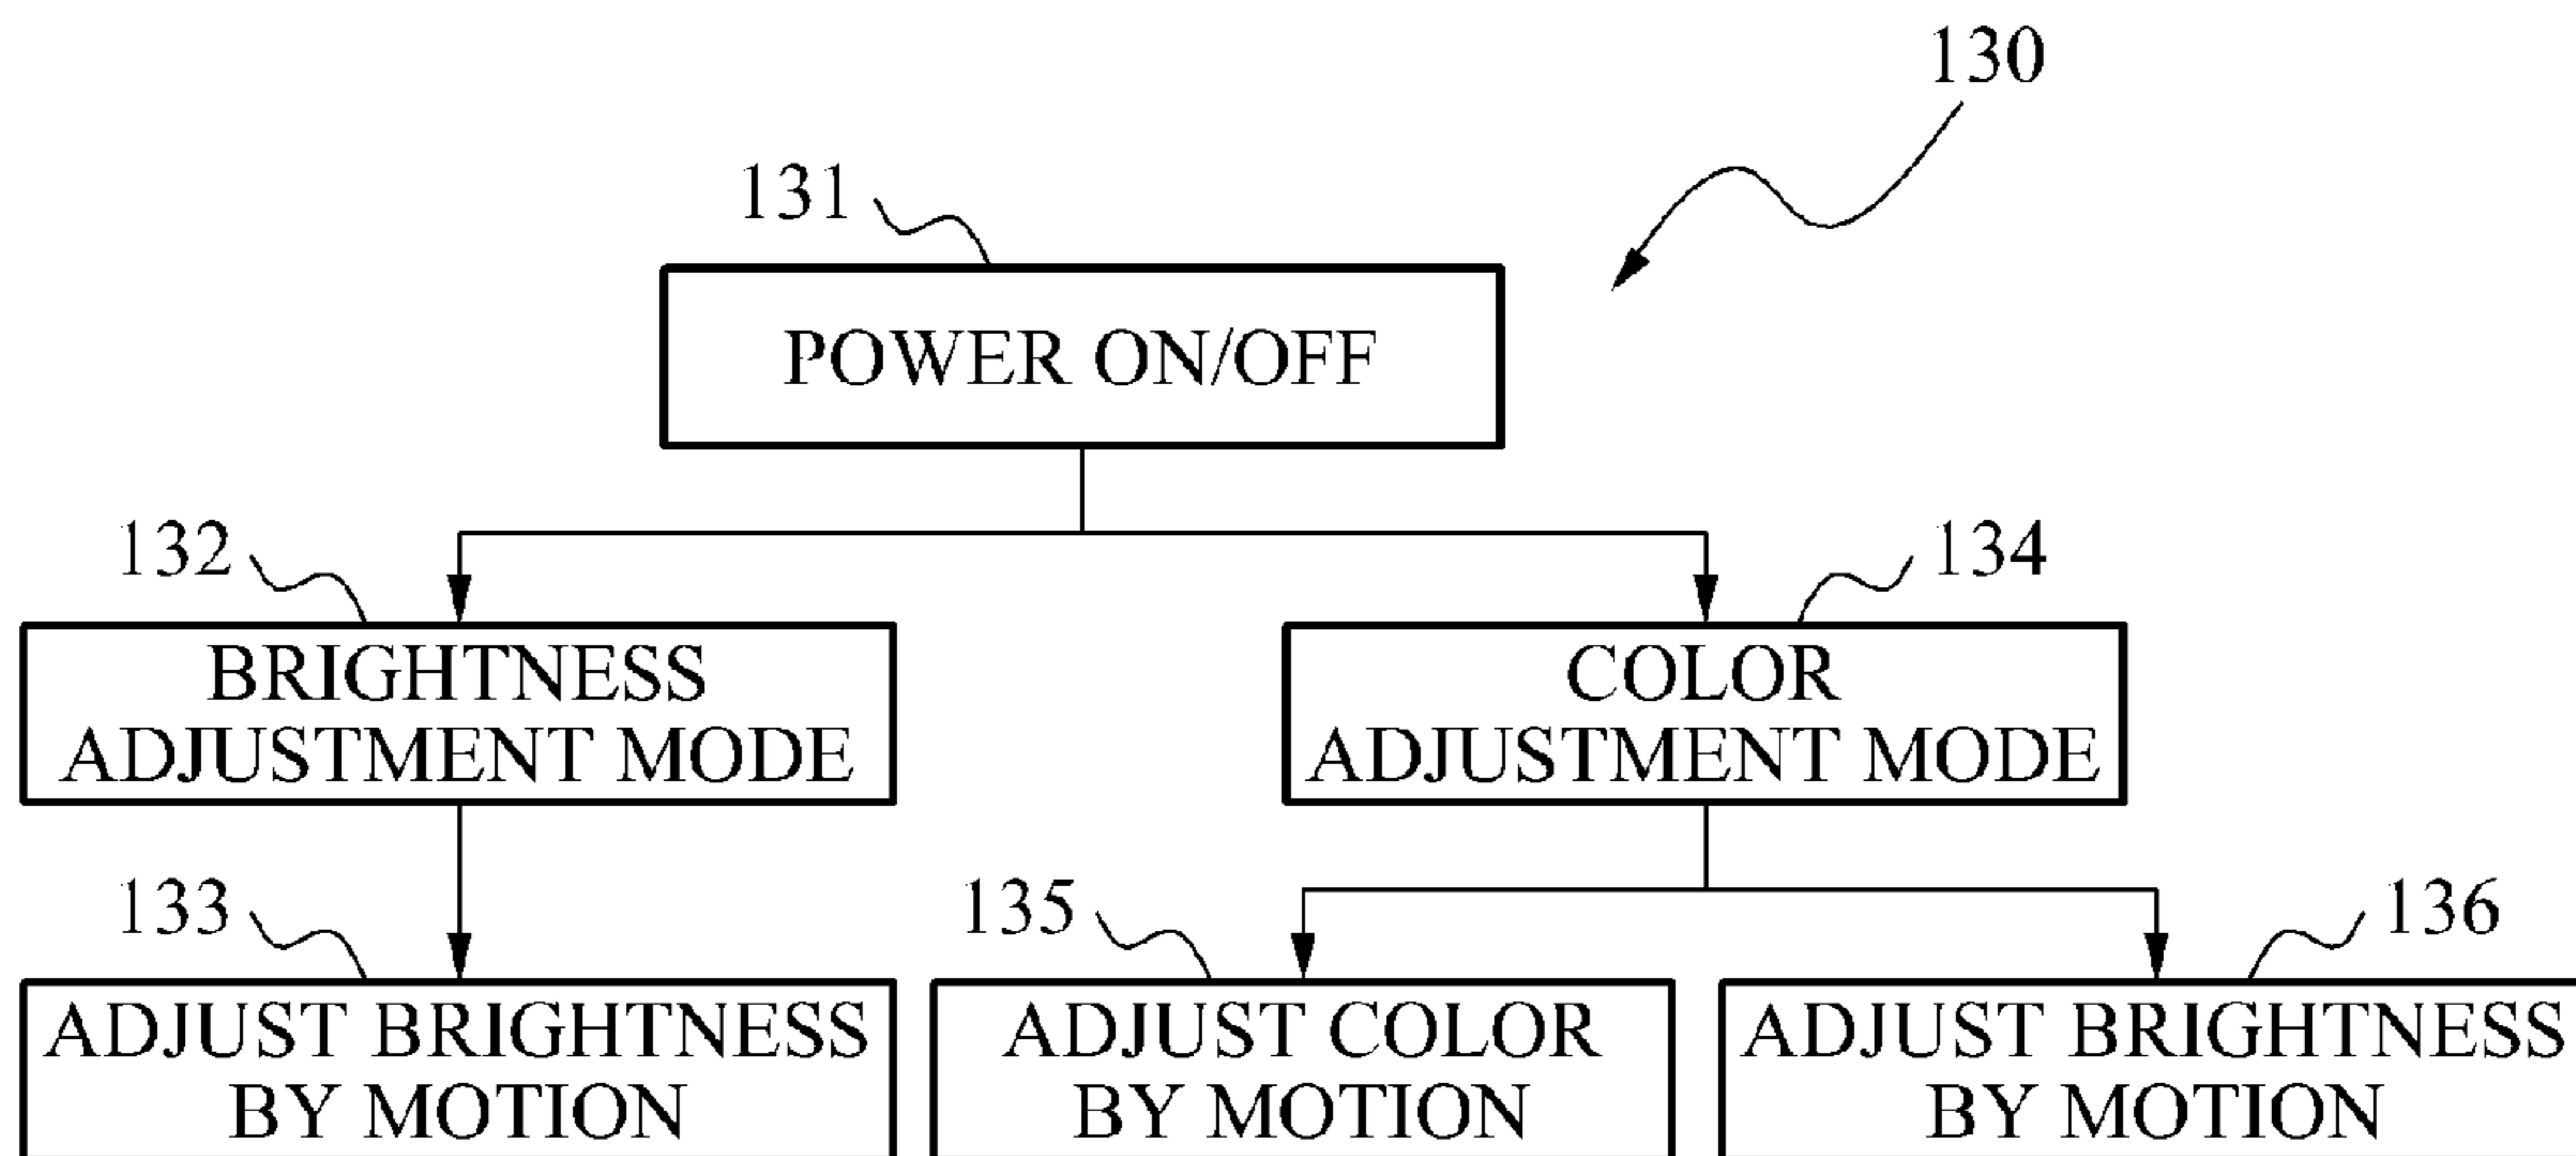 130
131
POWER ON/OFF
132
134
BRIGHTNESS
ADJUSTMENT MODE
COLOR
ADJUSTMENT MODE
133
135
136
ADJUST BRIGHTNESS
BY MOTION
ADJUST COLOR
BY MOTION
ADJUST BRIGHTNESS
BY MOTION